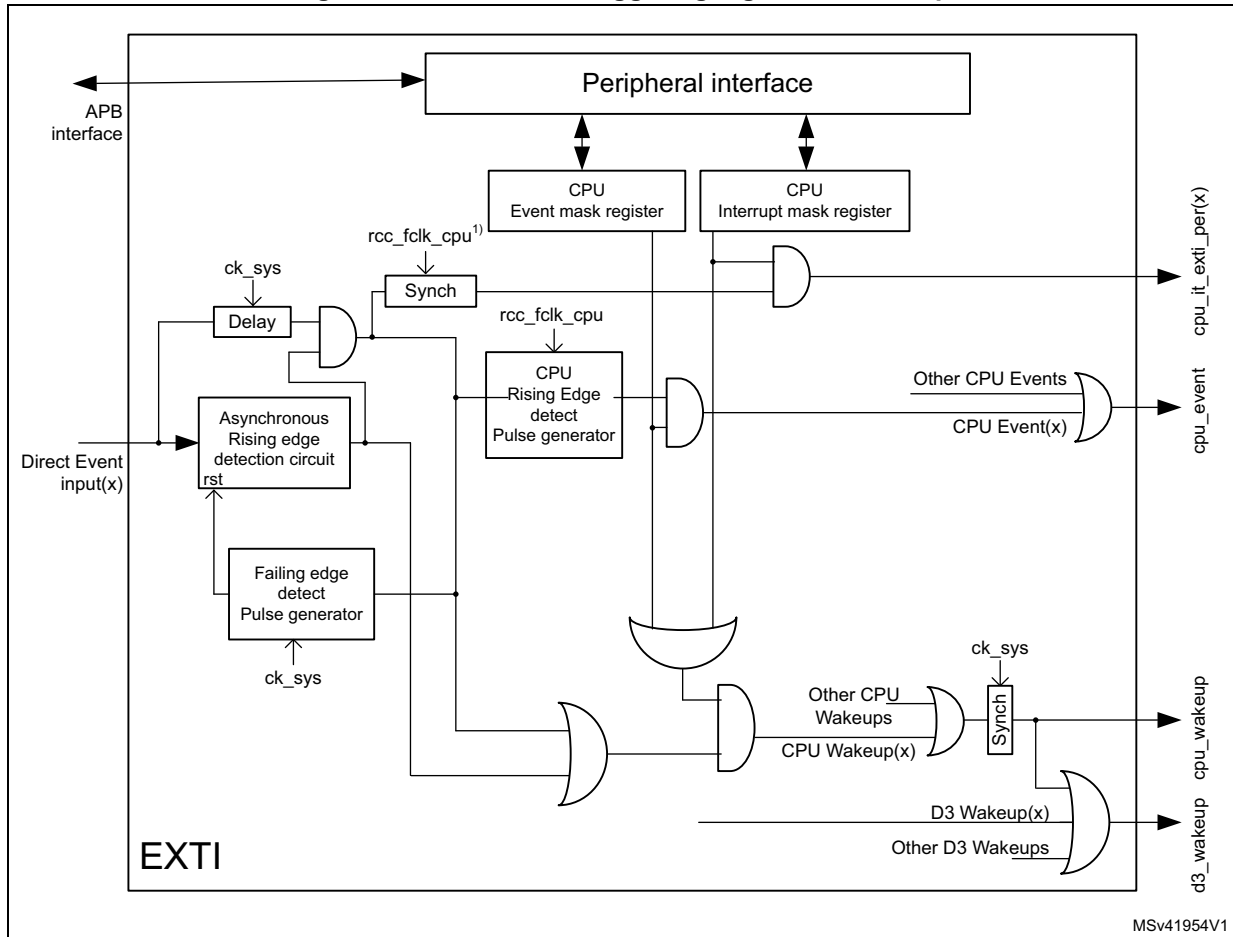 Peripheral interface
APB
interface
CPU
Event mask register
CPU
Interrupt mask register
cpu_it_exti_per(x)
rcc_fclk_cpu1)
ck_sys
Synch
Delay
rcc_fclk_cpu
CPU
Rising Edge
detect
Pulse generator
Other CPU Events
CPU Event(x)
cpu_event
Asynchronous
Rising edge
detection circuit
rst
Direct Event
input(x)
Failing edge
detect
Pulse generator
ck_sys
ck_sys
Other CPU
Wakeups
Synch
CPU Wakeup(x)
cpu_wakeup
D3 Wakeup(x)
Other D3 Wakeups
d3_wakeup
EXTI
MSv41954V1